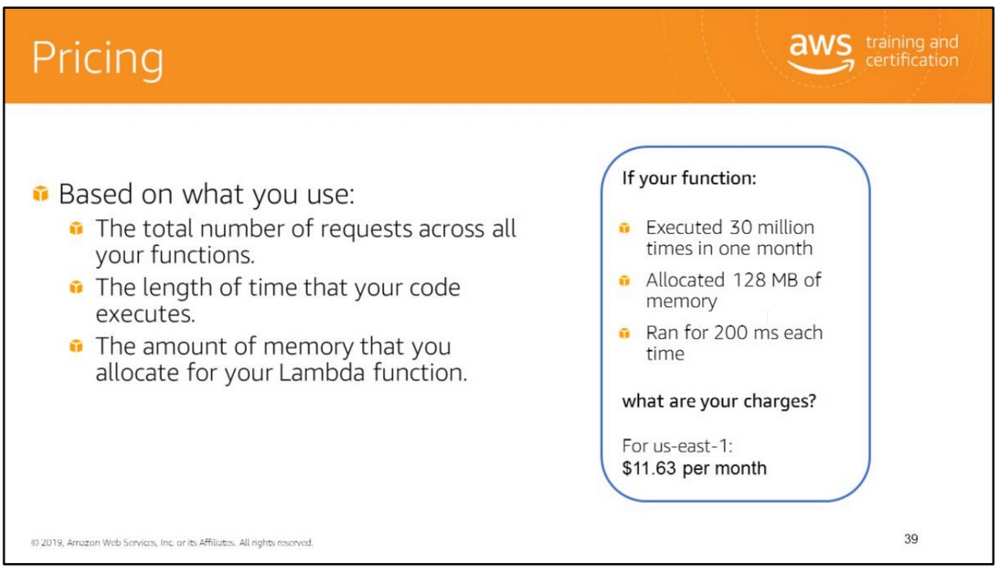 Pricing
aws training and
certification
Based on what you use:
The total number of requests across all
your functions.
The length of time that your code
executes.
The amount of memory that you
allocate for your Lambda function.
If your function:
Executed 30 million
times in one month
Allocated 128 MB of
memory
Ran for 200 ms each
time
what are your charges?
For us-east-1:
$11.63 per month
© 2019, Amazon Web Services, Inc. or its Affiliates. All rights reserved.
39